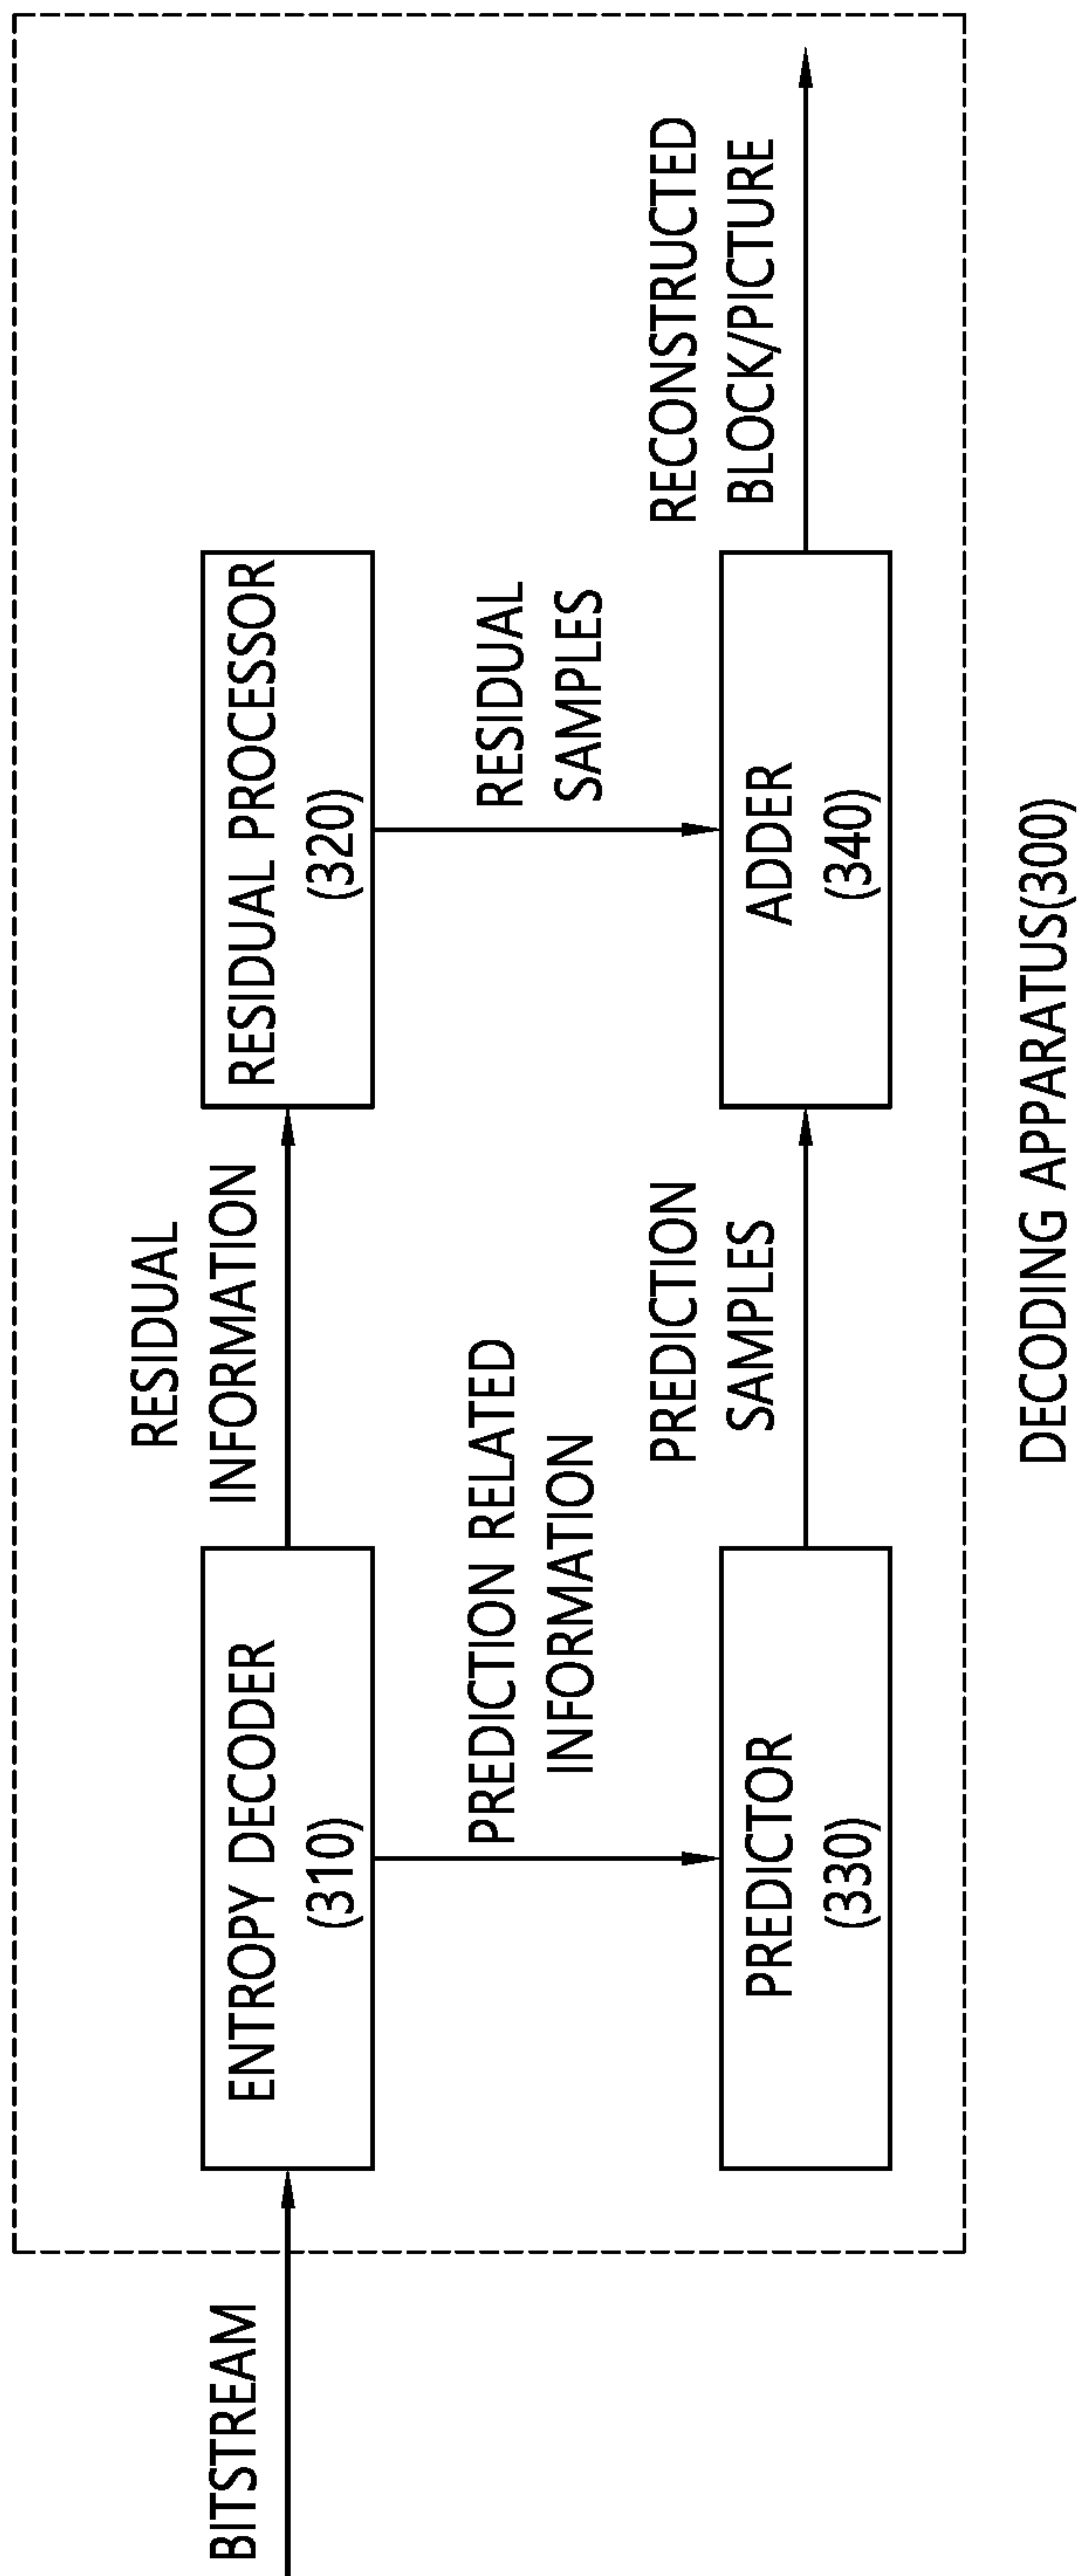 BITSTREAM
ENTROPY DECODER
(310)
RESIDUAL
INFORMATION
RESIDUAL PROCESSOR
(320)
PREDICTION RELATED
INFORMATION
RESIDUAL
SAMPLES
PREDICTOR
(330)
PREDICTION
SAMPLES
ADDER
(340)
RECONSTRUCTED
BLOCK/PICTURE
DECODING APPARATUS(300)